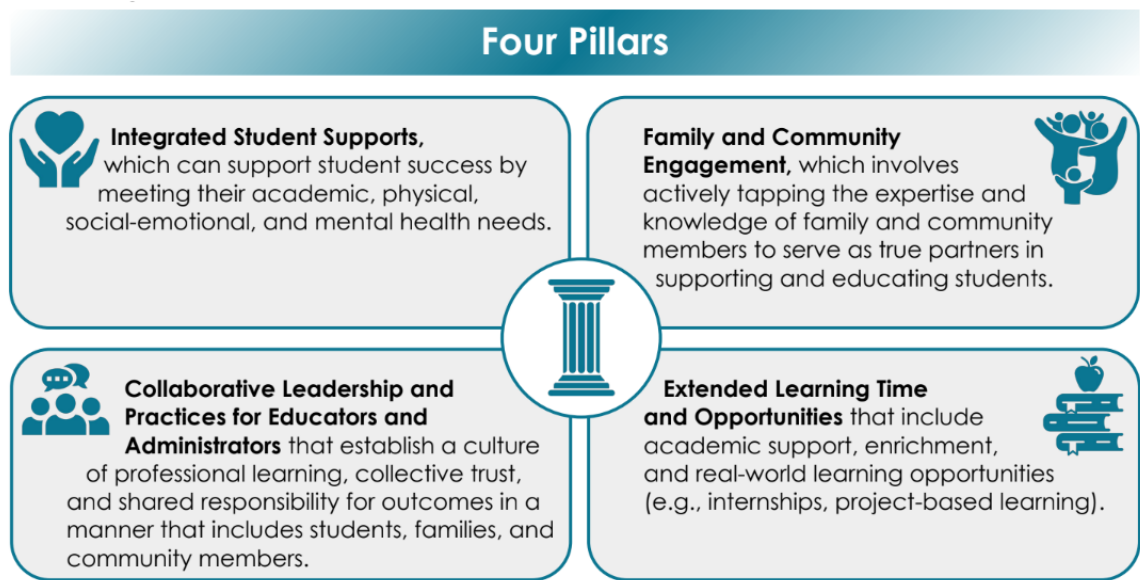 Four Pillars
Integrated Student Supports,
which can support student success by
meeting their academic, physical,
social-emotional, and mental health needs.
Family and Community
Engagement, which involves
actively tapping the expertise and
knowledge of family and community
members to serve as true partners in
supporting and educating students.
Collaborative Leadership and
Practices for Educators and
Administrators that establish a culture
of professional learning, collective trust,
and shared responsibility for outcomes in a
manner that includes students, families, and
community members.
Extended Learning Time
and Opportunities that include
academic support, enrichment,
and real-world learning opportunities
(e.g., internships, project-based learning).